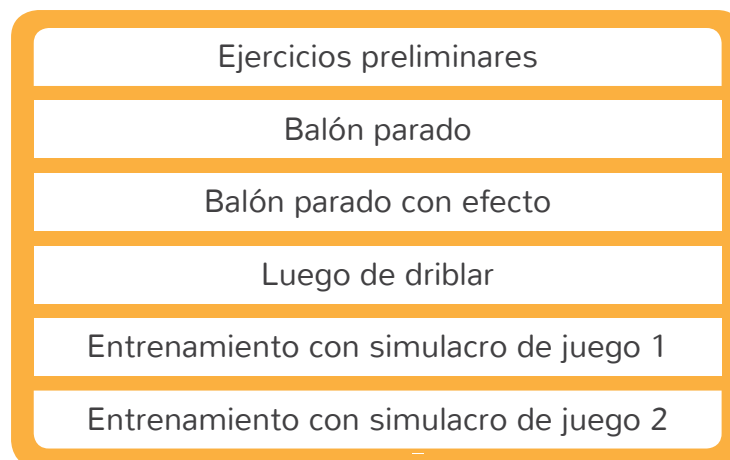 Ejercicios preliminares
Balón parado
Balón parado con efecto
Luego de driblar
Entrenamiento con simulacro de juego 1
Entrenamiento con simulacro de juego 2